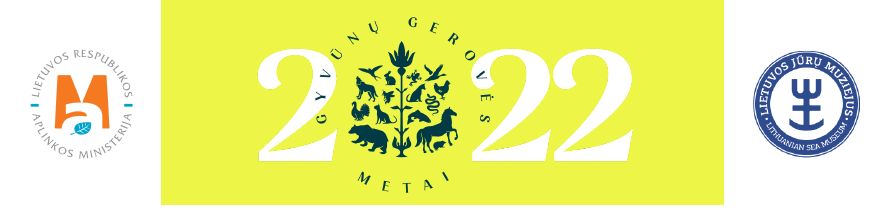 LIETUVOS RESPUBLIKOS
APLINKOS MINISTERIJA
GYVŪNŲ GEROVĖS
2022
METAI
LIETUVOS JŪRŲ MUZIEJUS
LITHUANIAN SEA MUSEUM